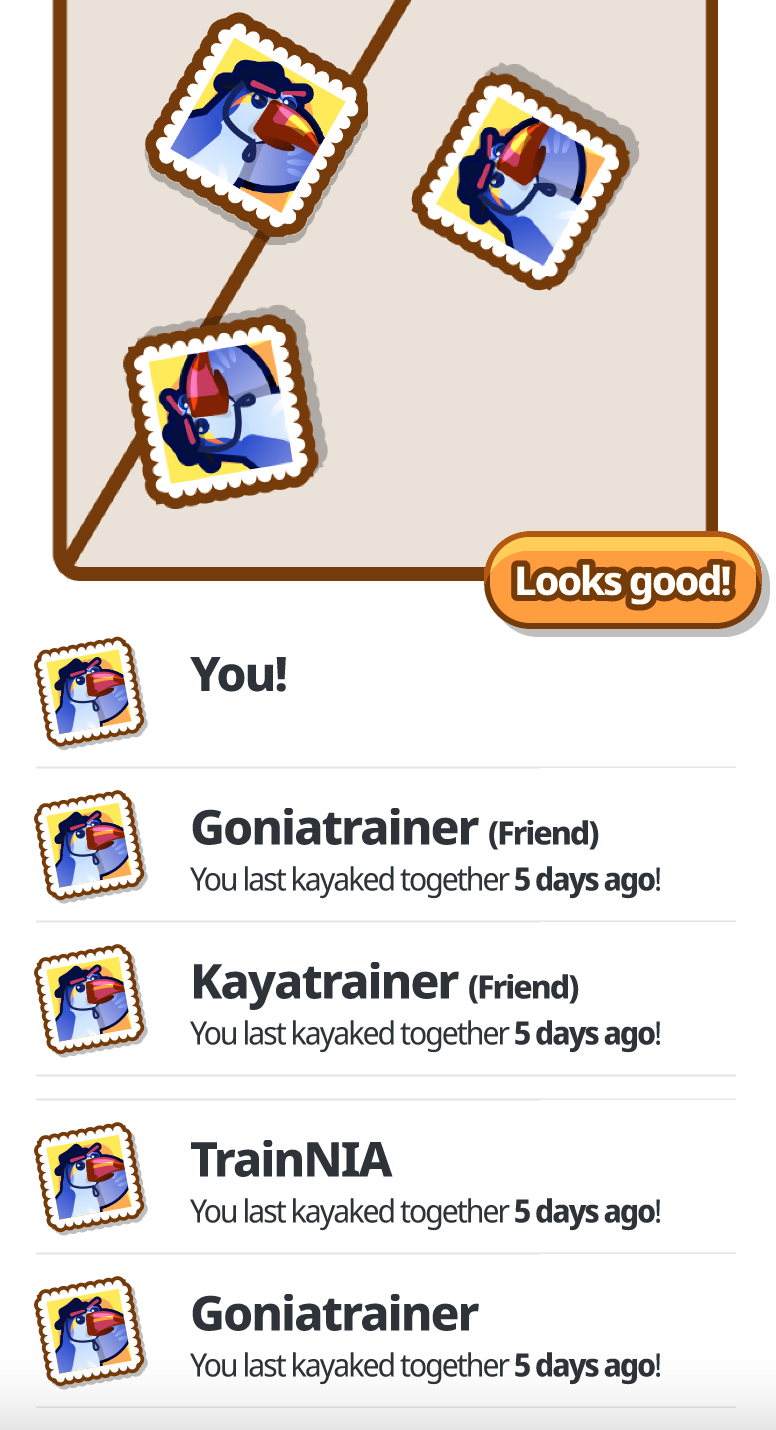 Looks good!
You!
Goniatrainer (Friend)
You last kayaked together 5 days ago!
Kayatrainer (Friend)
You last kayaked together 5 days ago!
TrainNIA
You last kayaked together 5 days ago!
Goniatrainer
You last kayaked together 5 days ago!